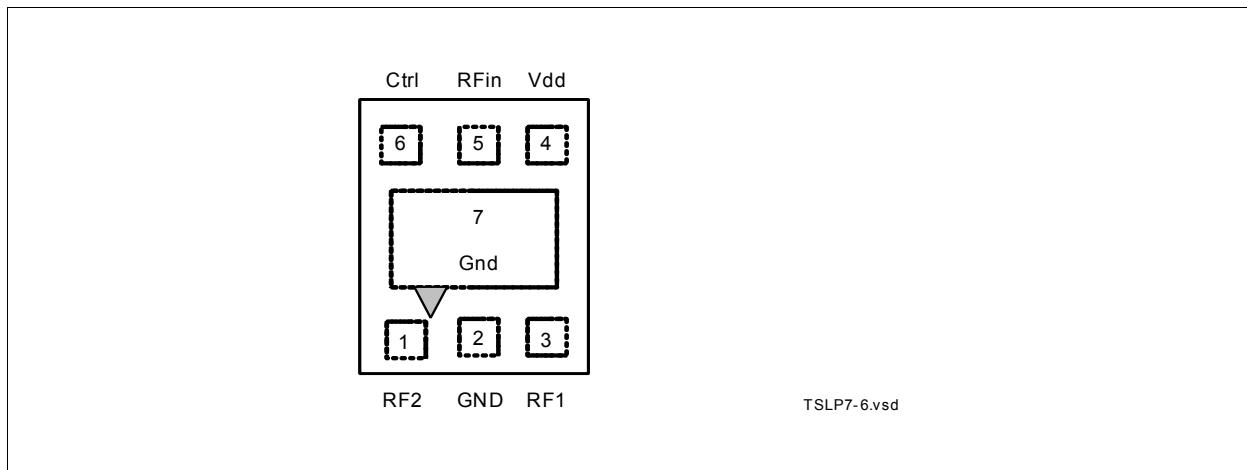 Ctrl RFin Vdd
6 5 4
7
Gnd
1 2 3
RF2 GND RF1
TSLP7-6.vsd